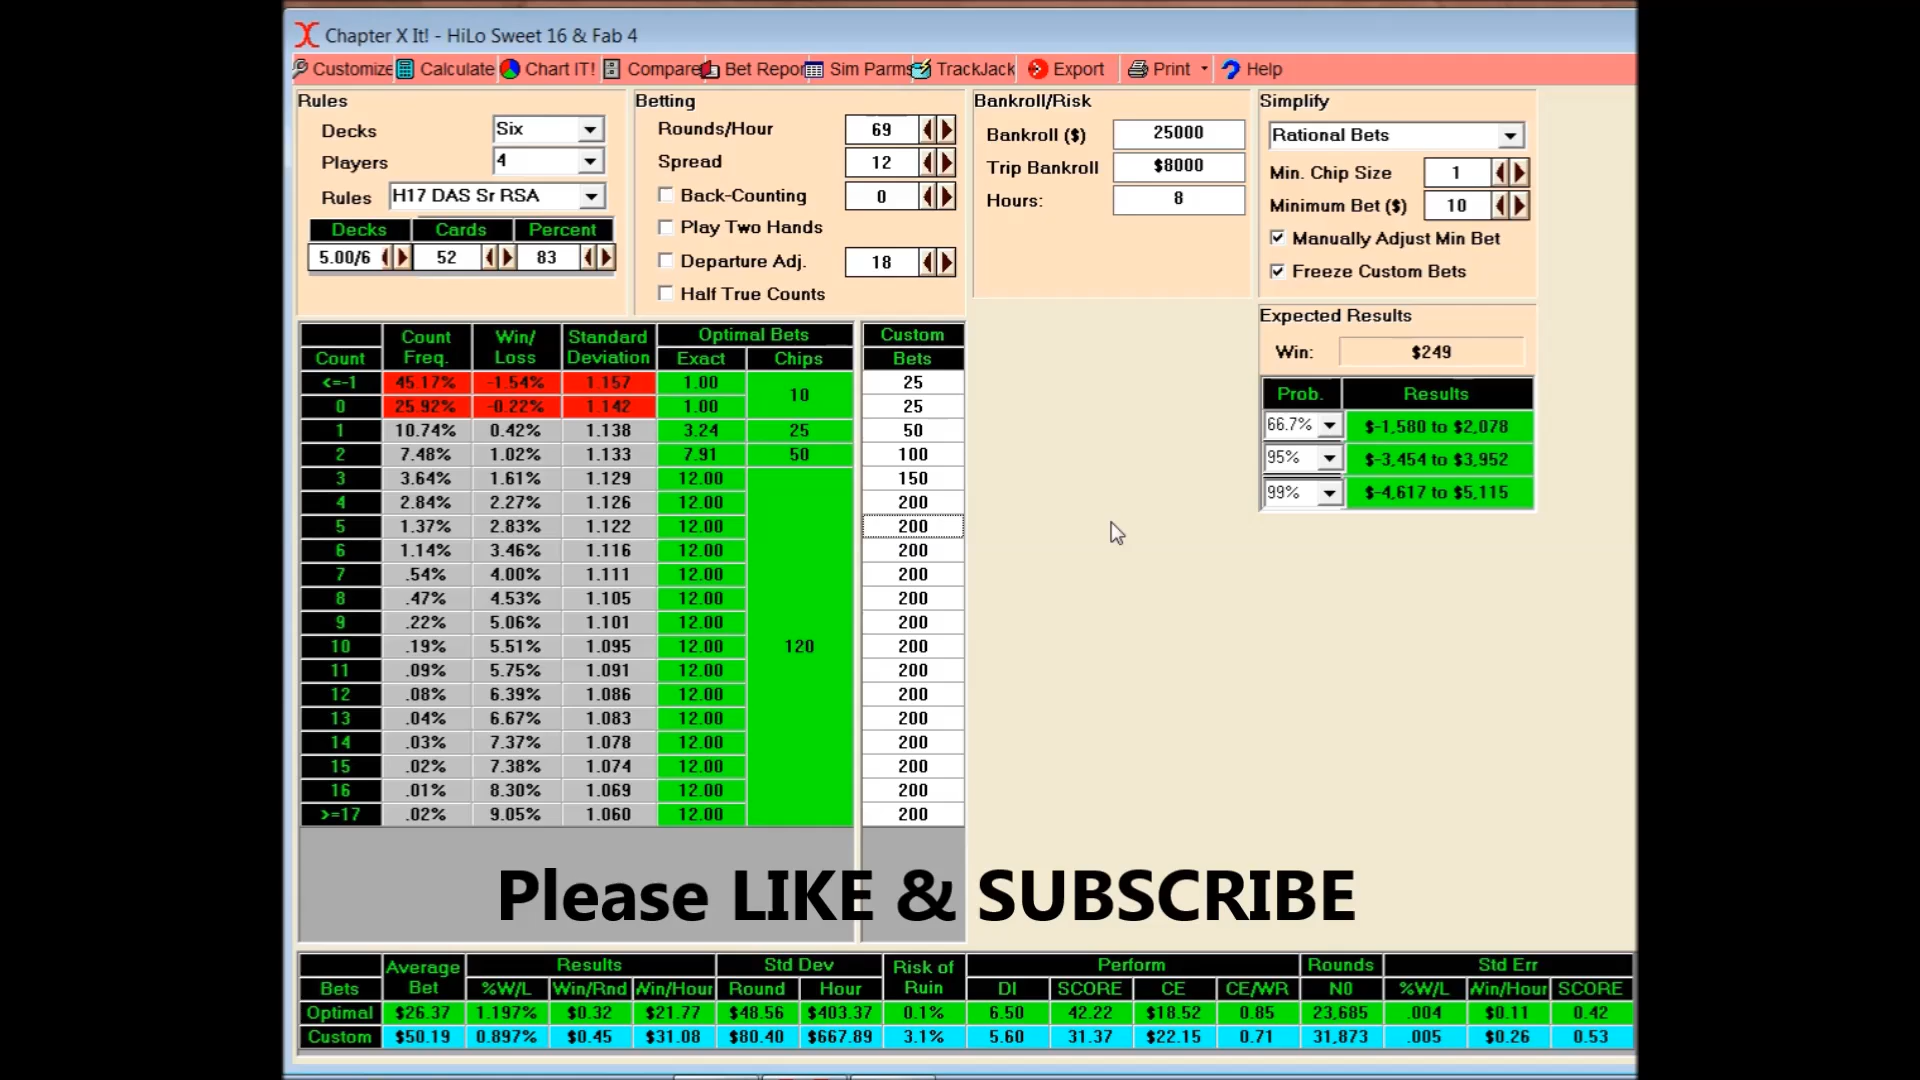 Chapter X It! - HiLo Sweet 16 & Fab 4
Customize Calculate Chart IT! Compare Bet Repor Sim Parms TrackJack Export Print Help
Rules
Decks Six
Players 4
Rules H17 DAS Sr RSA
Decks Cards Percent
5.00/6 52 83
Betting
Rounds/Hour 69
Spread 12
Back-Counting 0
Play Two Hands
Departure Adj. 18
Half True Counts
Bankroll/Risk
Bankroll ($) 25000
Trip Bankroll $8000
Hours: 8
Simplify
Rational Bets
Min. Chip Size 1
Minimum Bet ($) 10
Manually Adjust Min Bet
Freeze Custom Bets
Expected Results
Win: $249
Prob. Results
66.7% $-1,580 to $2,078
95% $-3,454 to $3,952
99% $-4,617 to $5,115
Count Win/ Standard Optimal Bets Custom
Count Freq. Loss Deviation Exact Chips Bets
<=-1 45.17% -1.54% 1.157 1.00 10 25
0 25.92% -0.22% 1.142 1.00 25
1 10.74% 0.42% 1.138 3.24 25 50
2 7.48% 1.02% 1.133 7.91 50 100
3 3.64% 1.61% 1.129 12.00 150
4 2.84% 2.27% 1.126 12.00 200
5 1.37% 2.83% 1.122 12.00 200
6 1.14% 3.46% 1.116 12.00 200
7 .54% 4.00% 1.111 12.00 200
8 .47% 4.53% 1.105 12.00 200
9 .22% 5.06% 1.101 12.00 200
10 .19% 5.51% 1.095 12.00 120 200
11 .09% 5.75% 1.091 12.00 200
12 .08% 6.39% 1.086 12.00 200
13 .04% 6.67% 1.083 12.00 200
14 .03% 7.37% 1.078 12.00 200
15 .02% 7.38% 1.074 12.00 200
16 .01% 8.30% 1.069 12.00 200
>=17 .02% 9.05% 1.060 12.00 200
Please LIKE & SUBSCRIBE
Average Results Std Dev Risk of Perform Rounds Std Err
Bets Bet %W/L Win/Rnd Win/Hour Round Hour Ruin DI SCORE CE CE/WR N0 %W/L Win/Hour SCORE
Optimal $26.37 1.197% $0.32 $21.77 $48.56 $403.37 0.1% 6.50 42.22 $18.52 0.85 23,685 .004 $0.11 0.42
Custom $50.19 0.897% $0.45 $31.08 $80.40 $667.89 3.1% 5.60 31.37 $22.15 0.71 31,873 .005 $0.26 0.53